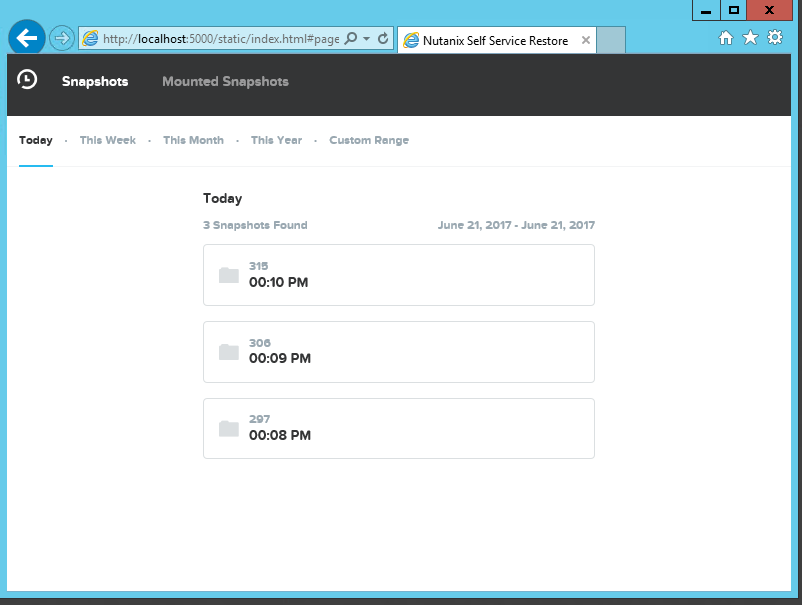 http://localhost:5000/static/index.html#page
Nutanix Self Service Restore
Snapshots
Mounted Snapshots
Today · This Week · This Month · This Year · Custom Range
Today
3 Snapshots Found
June 21, 2017 - June 21, 2017
315
00:10 PM
306
00:09 PM
297
00:08 PM